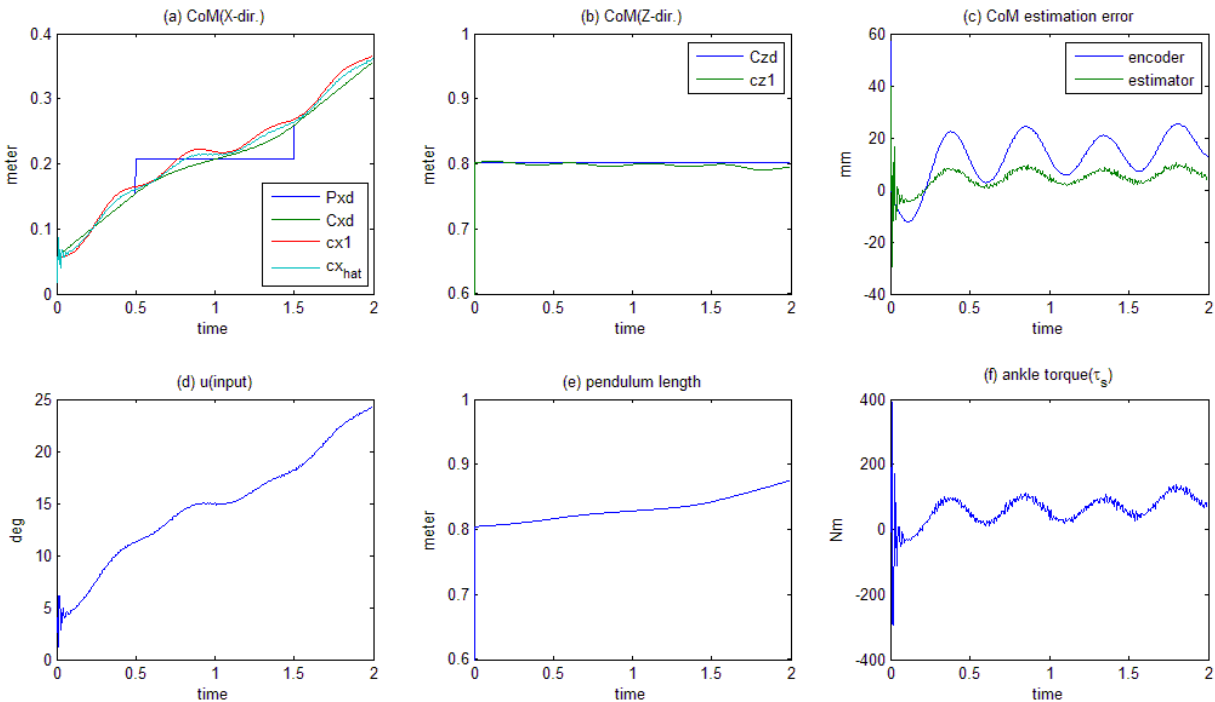 (a) CoM(X-dir.)
0.4
0.3
0.2
0.1
0
meter
Pxd
Cxd
cx1
cx_hat
0
0.5
1
1.5
2
time
(b) CoM(Z-dir.)
1
0.9
0.8
0.7
0.6
meter
Czd
cz1
0
0.5
1
1.5
2
time
(c) CoM estimation error
60
40
20
0
-20
-40
mm
encoder
estimator
0
0.5
1
1.5
2
time
(d) u(input)
25
20
15
10
5
0
deg
0
0.5
1
1.5
2
time
(e) pendulum length
1
0.9
0.8
0.7
0.6
meter
0
0.5
1
1.5
2
time
(f) ankle torque(τ_s)
400
200
0
-200
-400
Nm
0
0.5
1
1.5
2
time